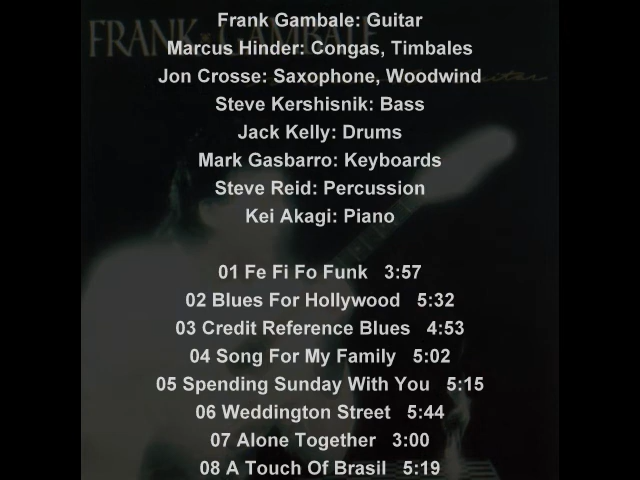 FRANK GAMBALE
Frank Gambale: Guitar
Marcus Hinder: Congas, Timbales
Jon Crosse: Saxophone, Woodwind
Steve Kershisnik: Bass
Jack Kelly: Drums
Mark Gasbarro: Keyboards
Steve Reid: Percussion
Kei Akagi: Piano
01 Fe Fi Fo Funk 3:57
02 Blues For Hollywood 5:32
03 Credit Reference Blues 4:53
04 Song For My Family 5:02
05 Spending Sunday With You 5:15
06 Weddington Street 5:44
07 Alone Together 3:00
08 A Touch Of Brasil 5:19